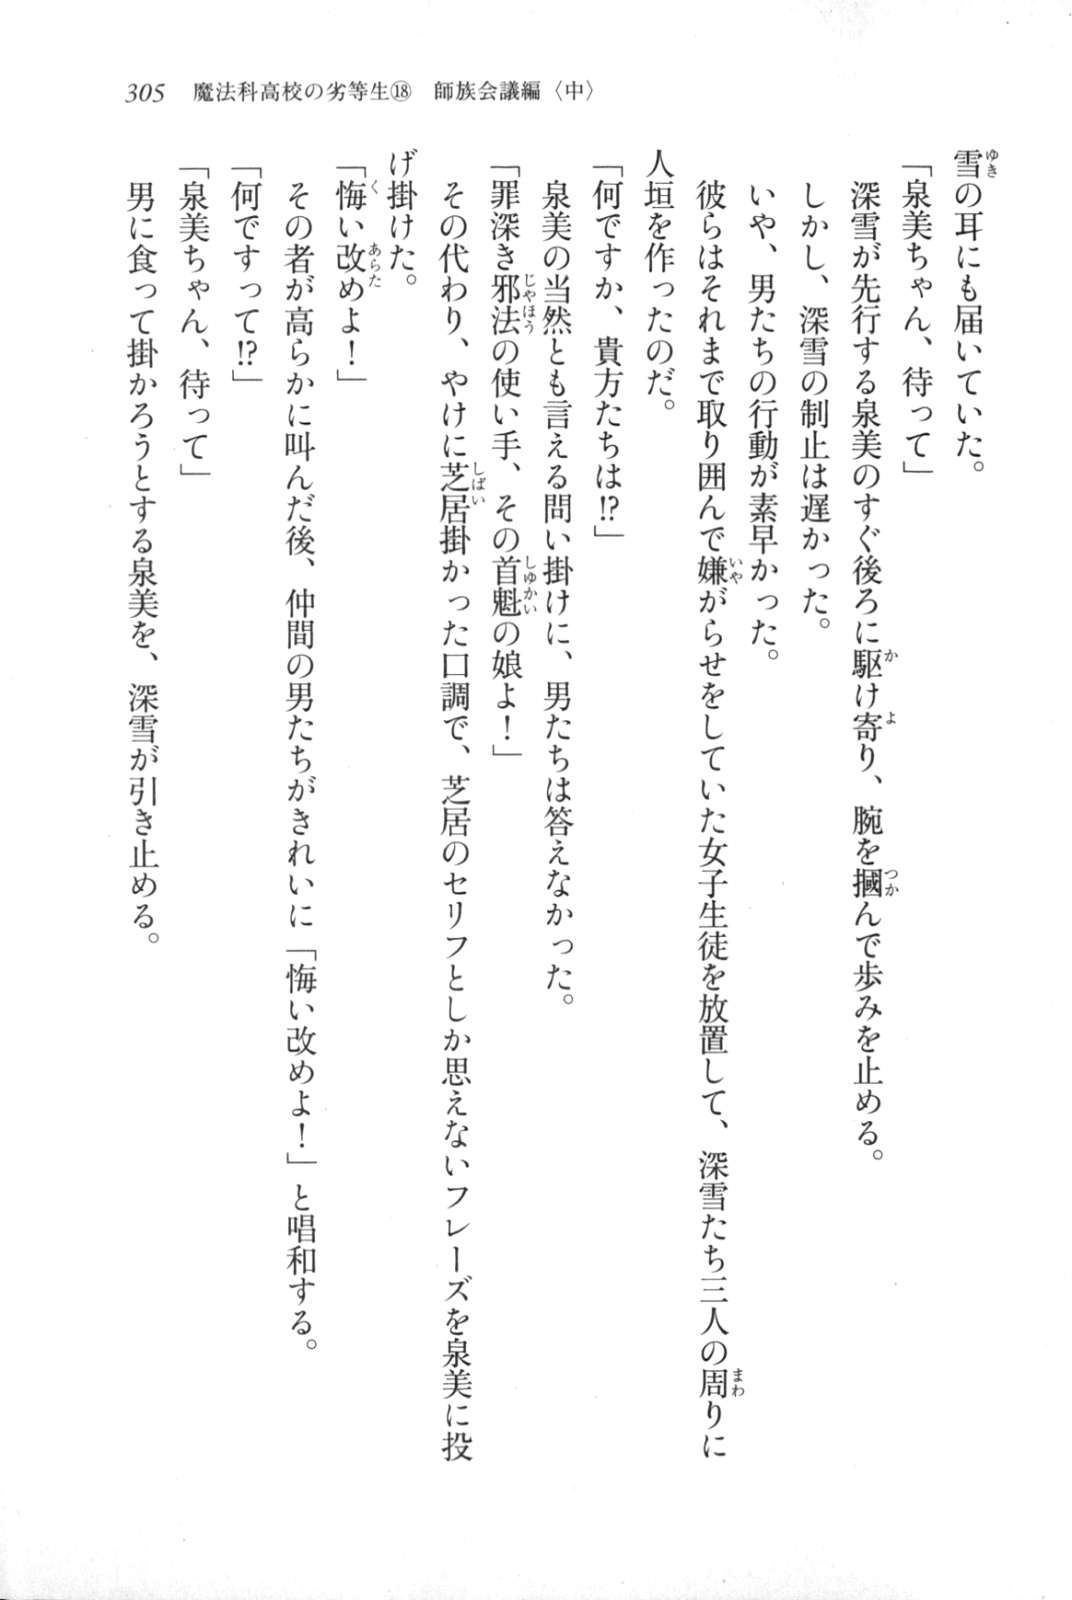 305　魔法科高校の劣等生⑱　師族会議編〈中〉
雪の耳にも届いていた。
「泉美ちゃん、待って」
　深雪が先行する泉美のすぐ後ろに駆け寄り、腕を摑んで歩みを止める。
　しかし、深雪の制止は遅かった。
　いや、男たちの行動が素早かった。
　彼らはそれまで取り囲んで嫌がらせをしていた女子生徒を放置して、深雪たち三人の周りに
人垣を作ったのだ。
「何ですか、貴方たちは!?」
　泉美の当然とも言える問い掛けに、男たちは答えなかった。
「罪深き邪法の使い手、その首魁の娘よ！」
　その代わり、やけに芝居掛かった口調で、芝居のセリフとしか思えないフレーズを泉美に投
げ掛けた。
「悔い改めよ！」
　その者が高らかに叫んだ後、仲間の男たちがきれいに「悔い改めよ！」と唱和する。
「何ですって!?」
「泉美ちゃん、待って」
　男に食って掛かろうとする泉美を、深雪が引き止める。